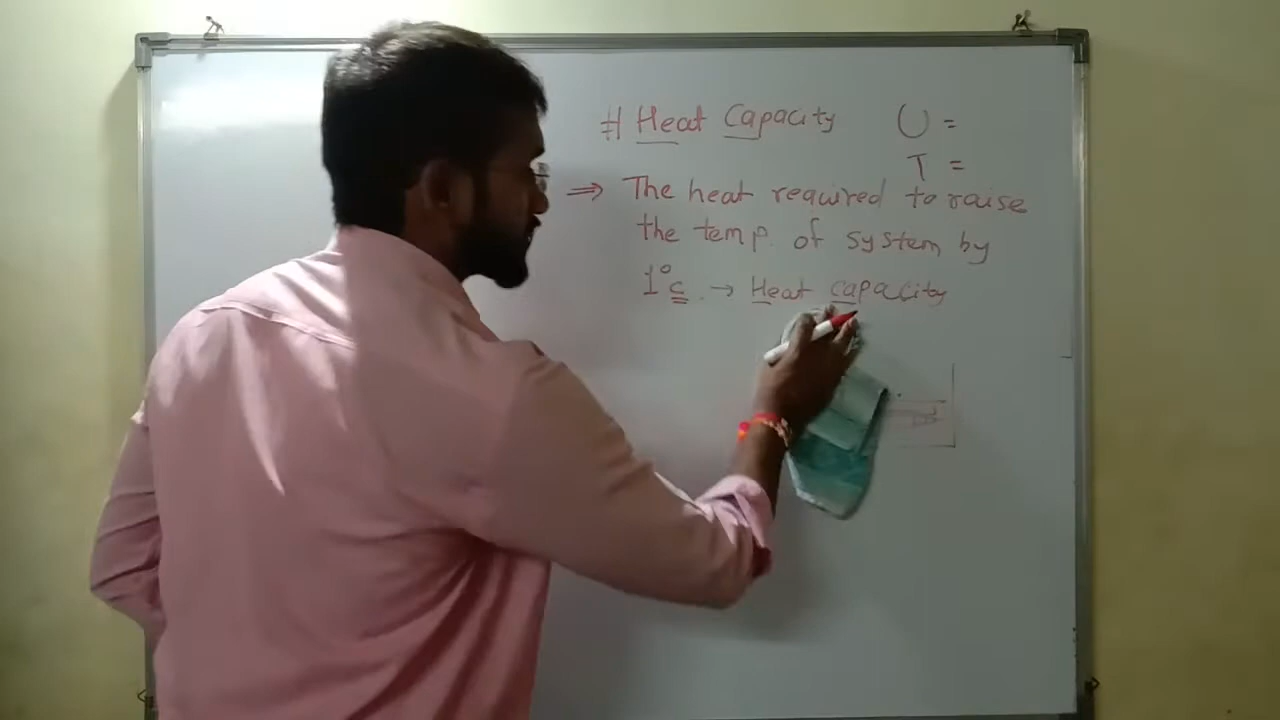 # Heat Capacity
U =
T =
⇒ The heat required to raise
the temp. of system by
1°c. → Heat capacity